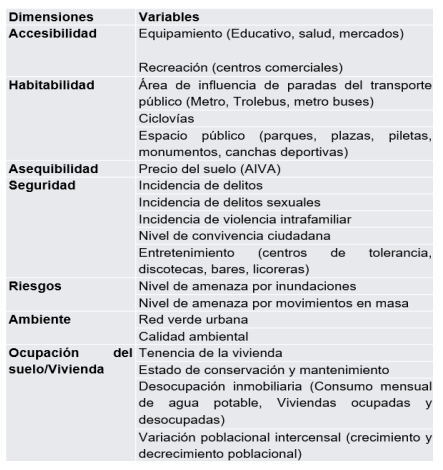 Dimensiones Variables
Accesibilidad Equipamiento (Educativo, salud, mercados)
Recreación (centros comerciales)
Habitabilidad Área de influencia de paradas del transporte
público (Metro, Trolebus, metro buses)
Ciclovías
Espacio público (parques, plazas, piletas,
monumentos, canchas deportivas)
Asequibilidad Precio del suelo (AIVA)
Seguridad Incidencia de delitos
Incidencia de delitos sexuales
Incidencia de violencia intrafamiliar
Nivel de convivencia ciudadana
Entretenimiento (centros de tolerancia,
discotecas, bares, licoreras)
Riesgos Nivel de amenaza por inundaciones
Nivel de amenaza por movimientos en masa
Ambiente Red verde urbana
Calidad ambiental
Ocupación del Tenencia de la vivienda
suelo/Vivienda Estado de conservación y mantenimiento
Desocupación inmobiliaria (Consumo mensual
de agua potable, Viviendas ocupadas y
desocupadas)
Variación poblacional intercensal (crecimiento y
decrecimiento poblacional)